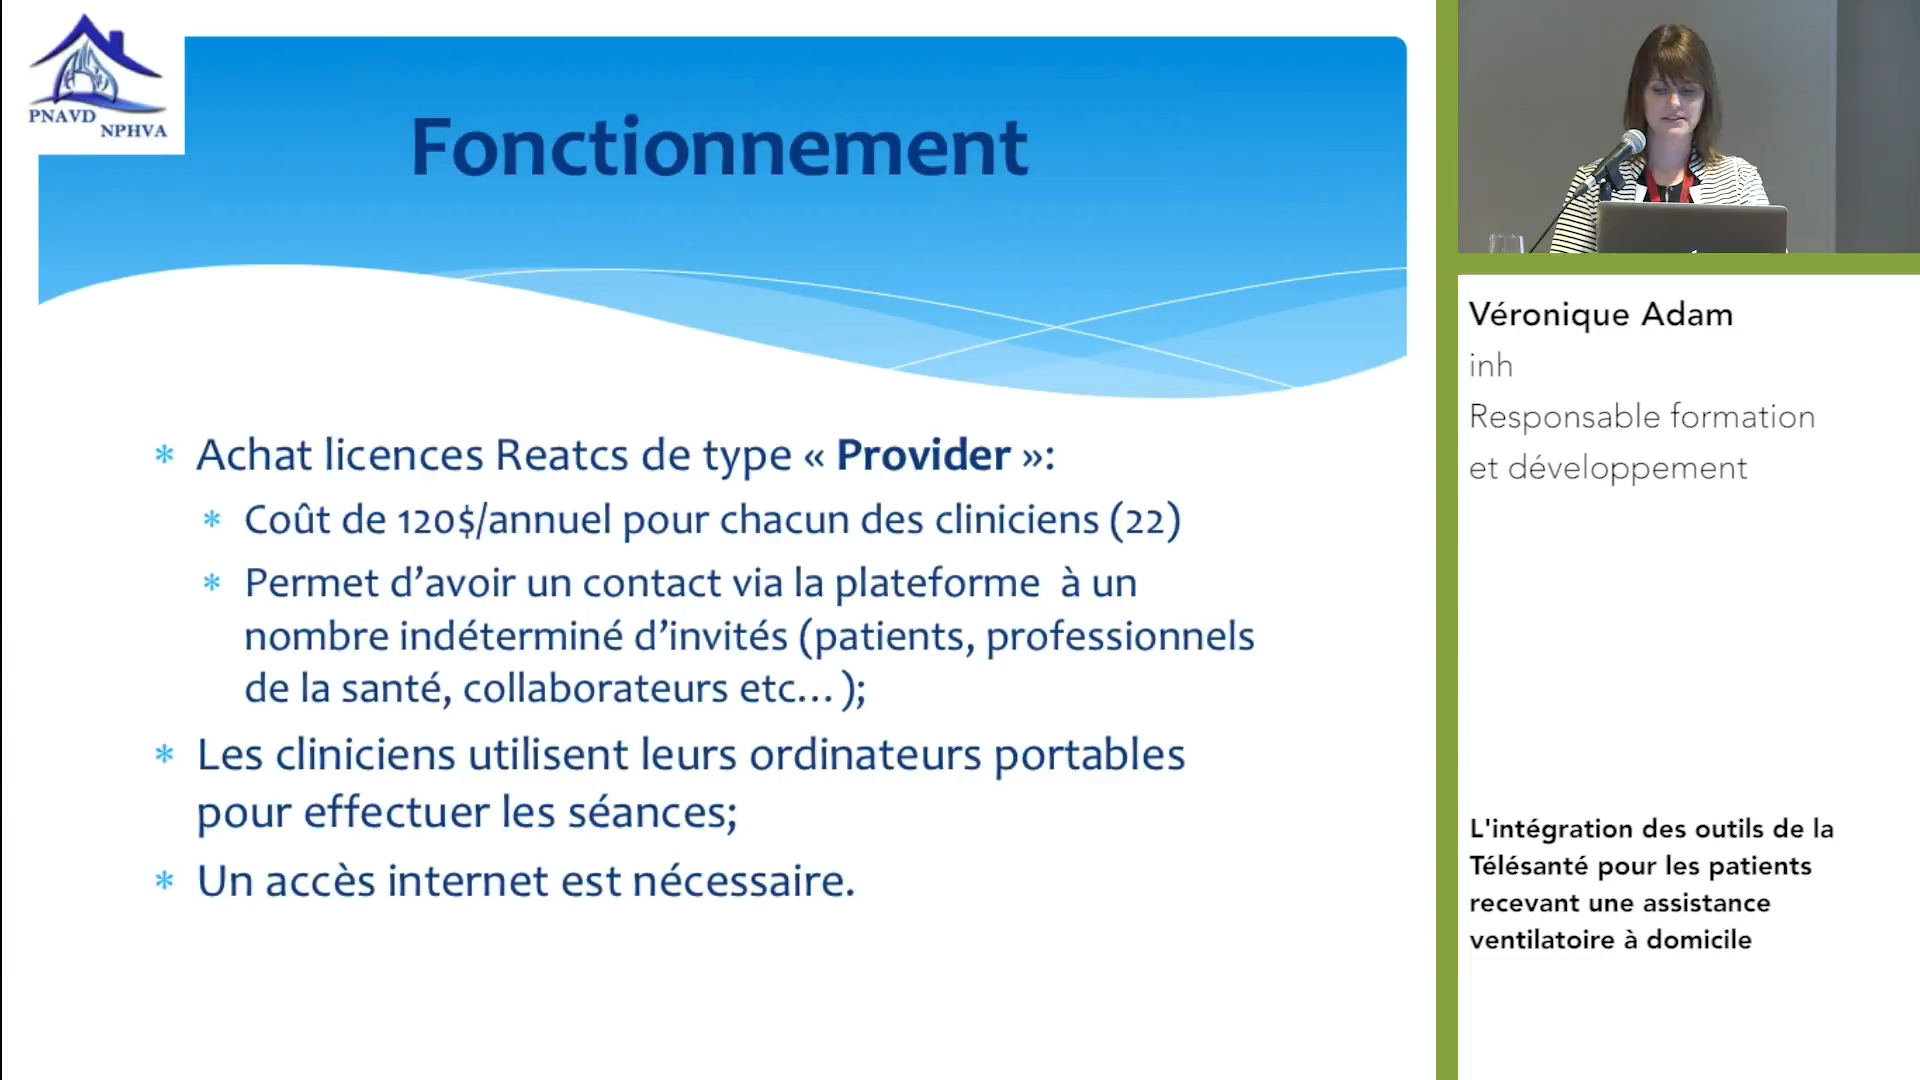 PNAVD
NPHVA
Fonctionnement
* Achat licences Reatcs de type « Provider »:
* Coût de 120$/annuel pour chacun des cliniciens (22)
* Permet d’avoir un contact via la plateforme à un
nombre indéterminé d’invités (patients, professionnels
de la santé, collaborateurs etc… );
* Les cliniciens utilisent leurs ordinateurs portables
pour effectuer les séances;
* Un accès internet est nécessaire.
Véronique Adam
inh
Responsable formation
et développement
L'intégration des outils de la
Télésanté pour les patients
recevant une assistance
ventilatoire à domicile